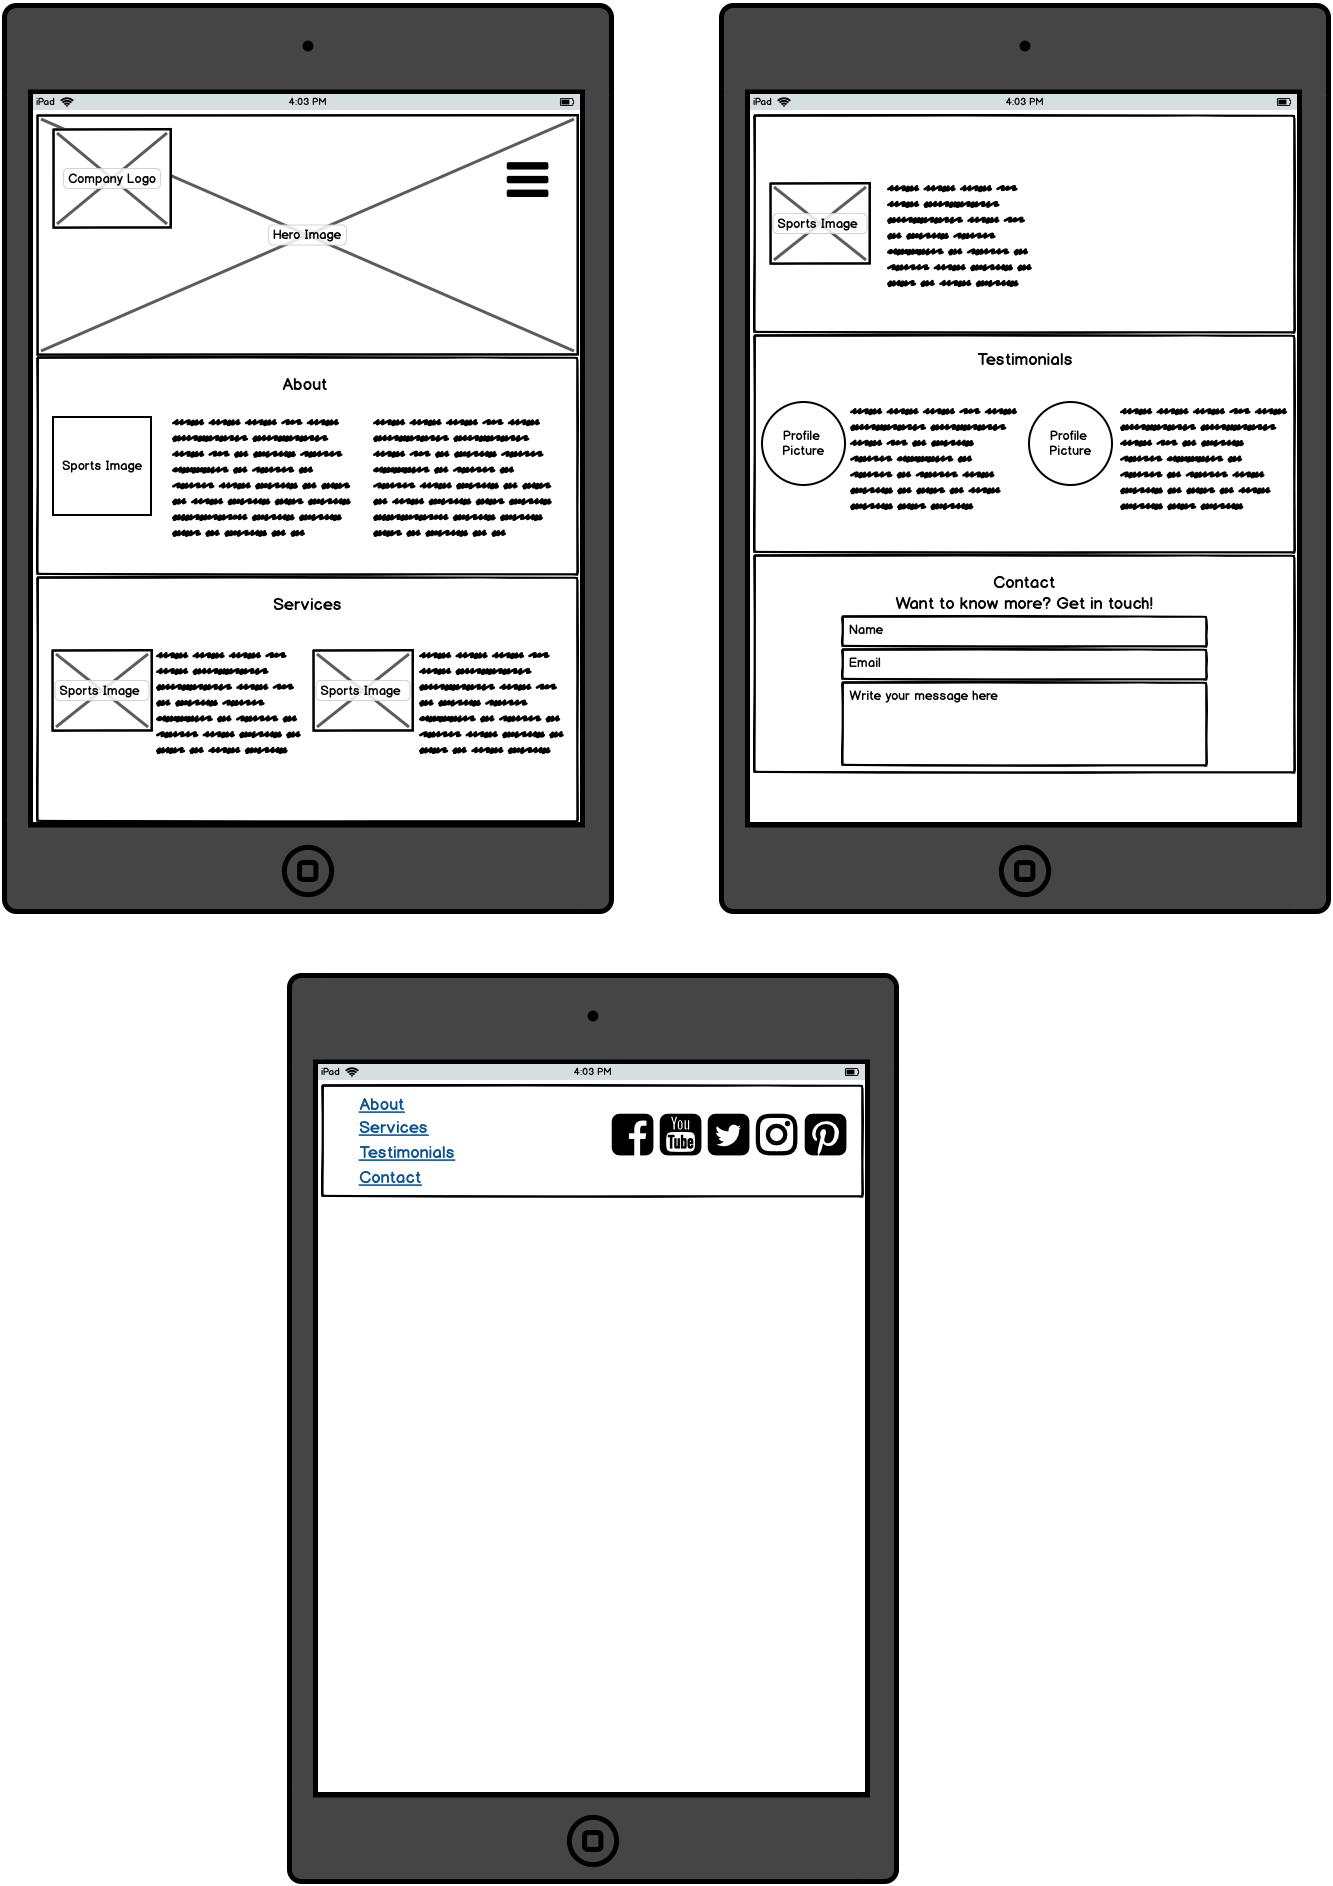 iPad
4:03 PM
Company Logo
Hero Image
About
Sports Image
Services
Sports Image
Sports Image
iPad
4:03 PM
Sports Image
Testimonials
Profile
Picture
Profile
Picture
Contact
Want to know more? Get in touch!
Name
Email
Write your message here
iPad
4:03 PM
About
Services
Testimonials
Contact
You
Tube